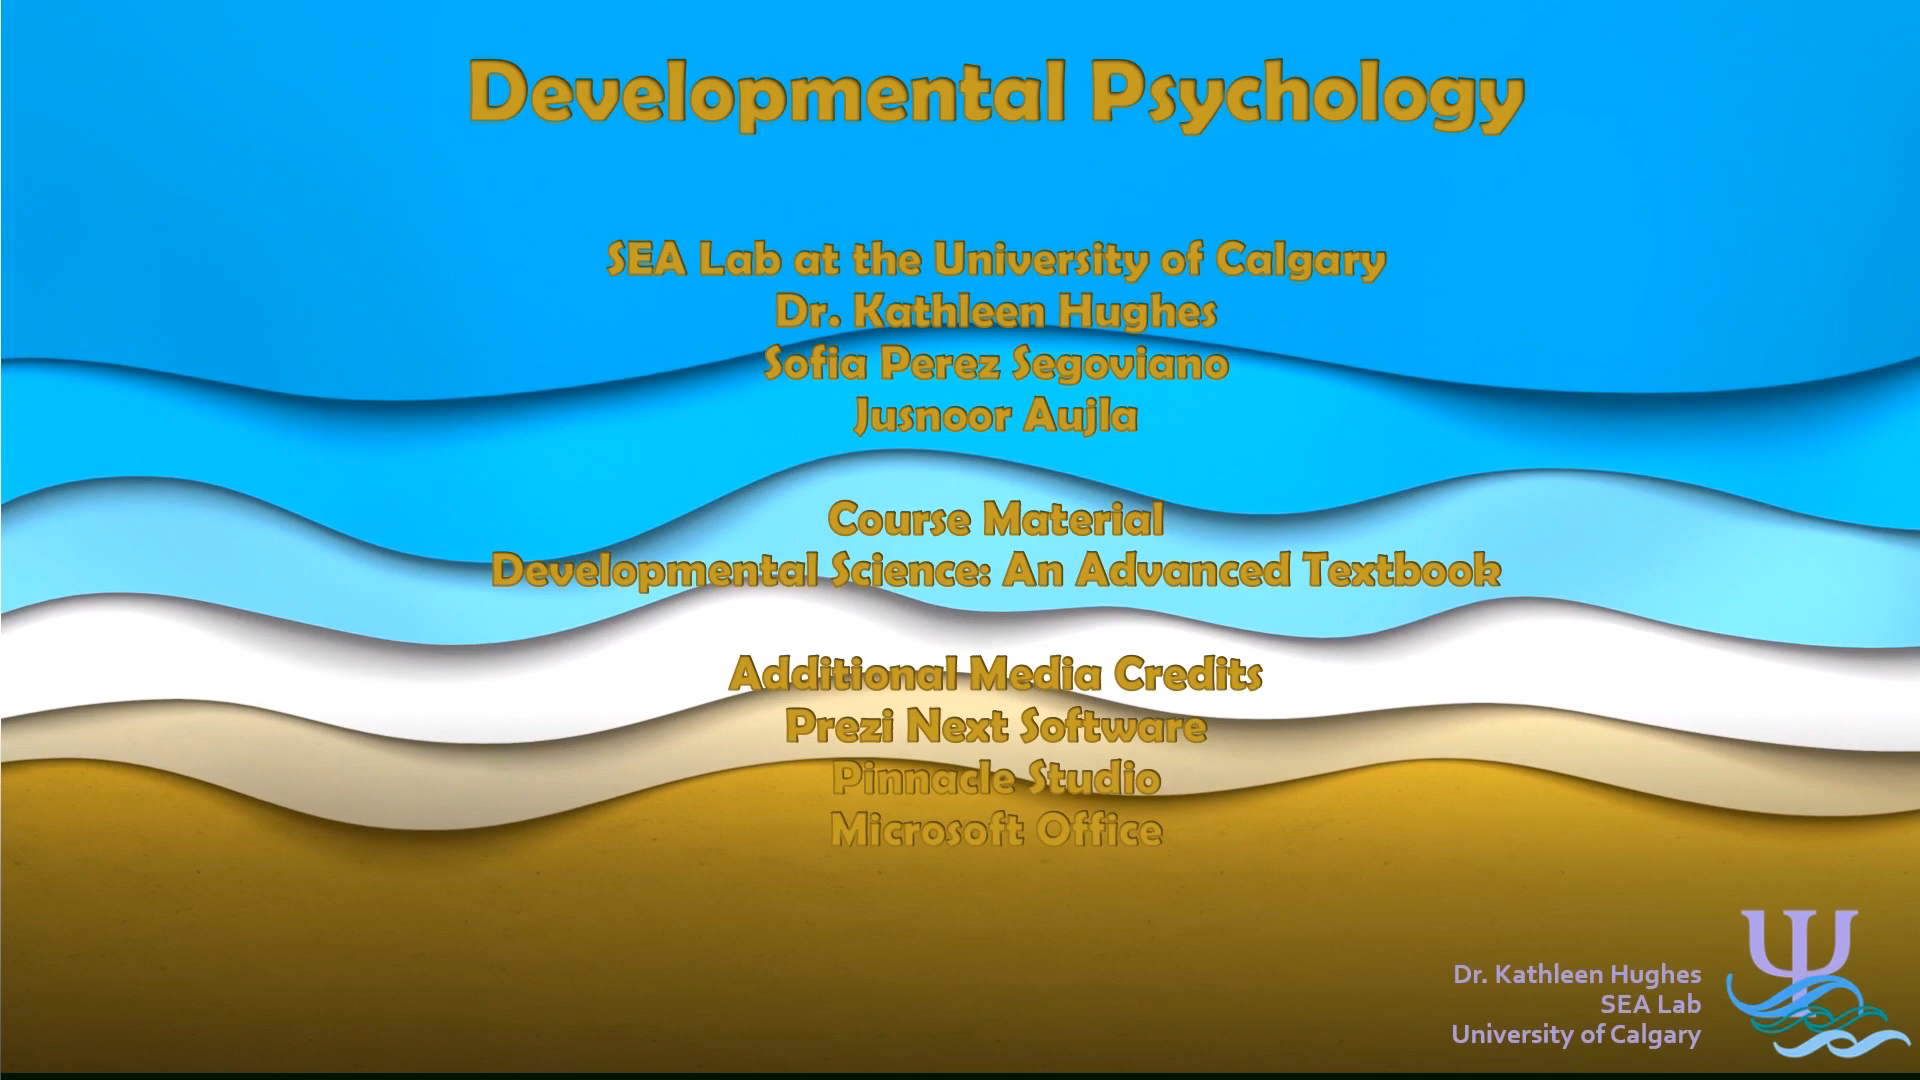 Developmental Psychology
SEA Lab at the University of Calgary
Dr. Kathleen Hughes
Sofia Perez Segoviano
Jusnoor Aujla
Course Material
Developmental Science: An Advanced Textbook
Additional Media Credits
Prezi Next Software
Pinnacle Studio
Microsoft Office
Dr. Kathleen Hughes
SEA Lab
University of Calgary
Ψ